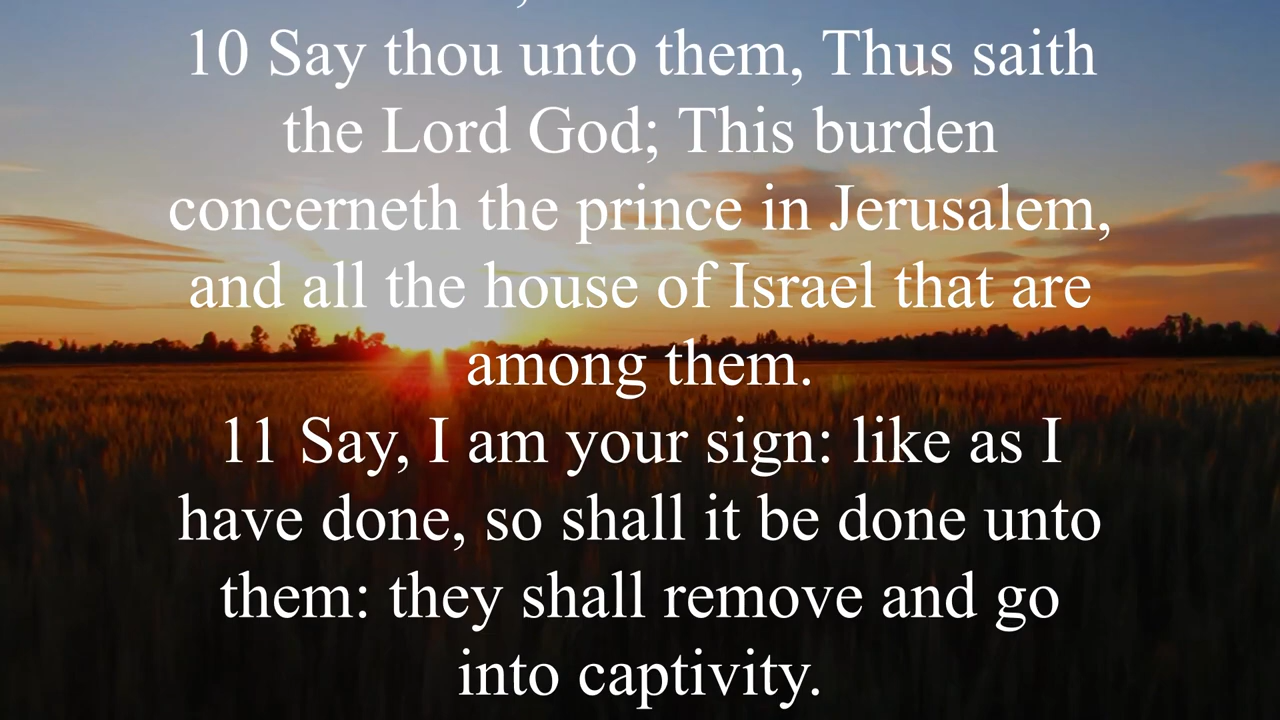 10 Say thou unto them, Thus saith
the Lord God; This burden
concerneth the prince in Jerusalem,
and all the house of Israel that are
among them.
11 Say, I am your sign: like as I
have done, so shall it be done unto
them: they shall remove and go
into captivity.